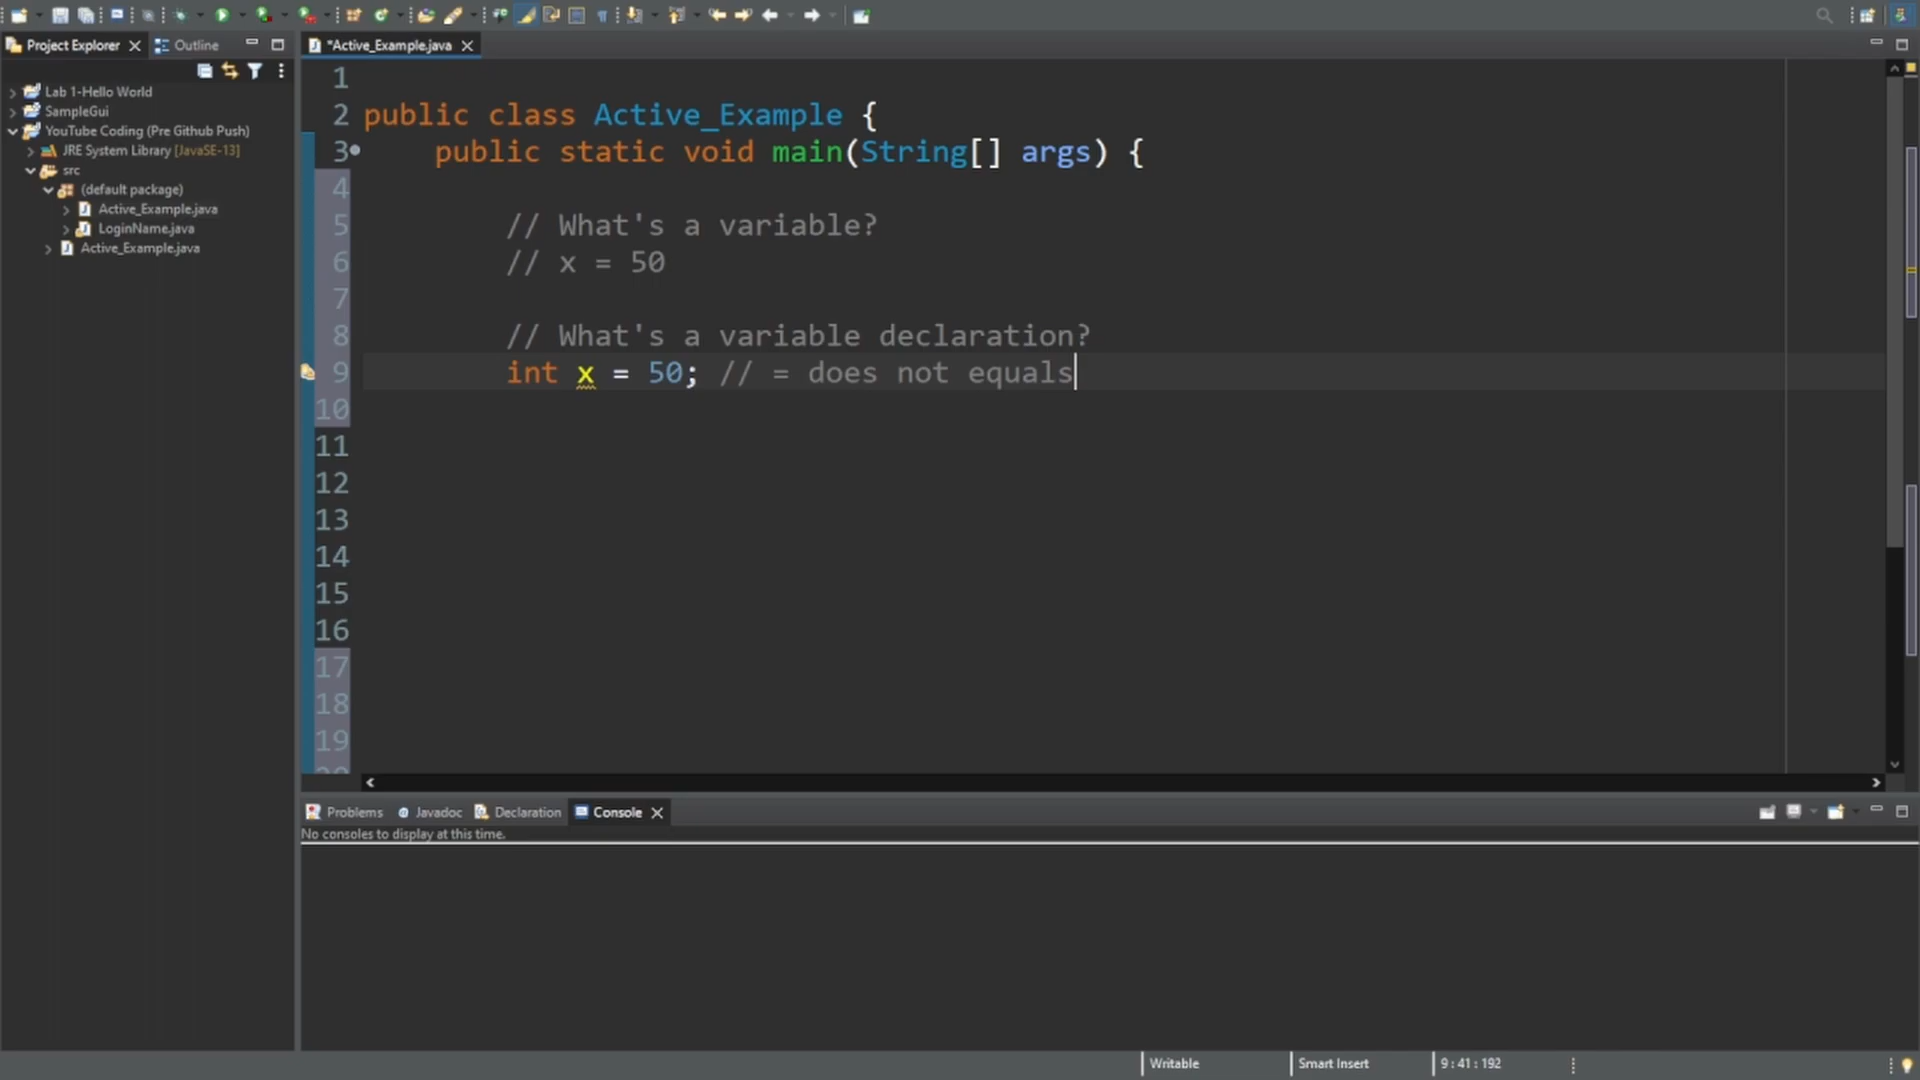 Project Explorer
Outline
*Active_Example.java
Lab 1-Hello World
SampleGui
YouTube Coding (Pre Github Push)
JRE System Library [JavaSE-13]
src
(default package)
Active_Example.java
LoginName.java
Active_Example.java
1
2 public class Active_Example {
3 public static void main(String[] args) {
4
5 // What's a variable?
6 // x = 50
7
8 // What's a variable declaration?
9 int x = 50; // = does not equals
10
11
12
13
14
15
16
17
18
19
20
Problems
Javadoc
Declaration
Console
No consoles to display at this time.
Writable
Smart Insert
9 : 41 : 192